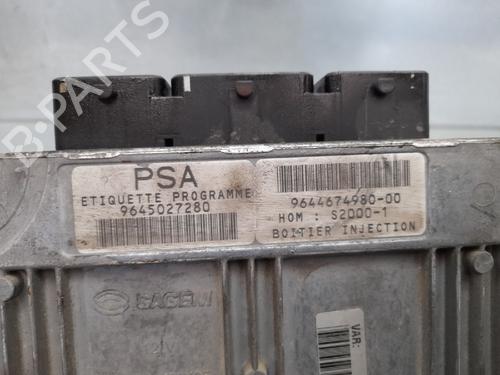 PSA
ETIQUETTE PROGRAMME
9645027280
9644674980-00
HOM : S2000-1
BOITIER INJECTION
SAGEM
VAR:
B-PARTS